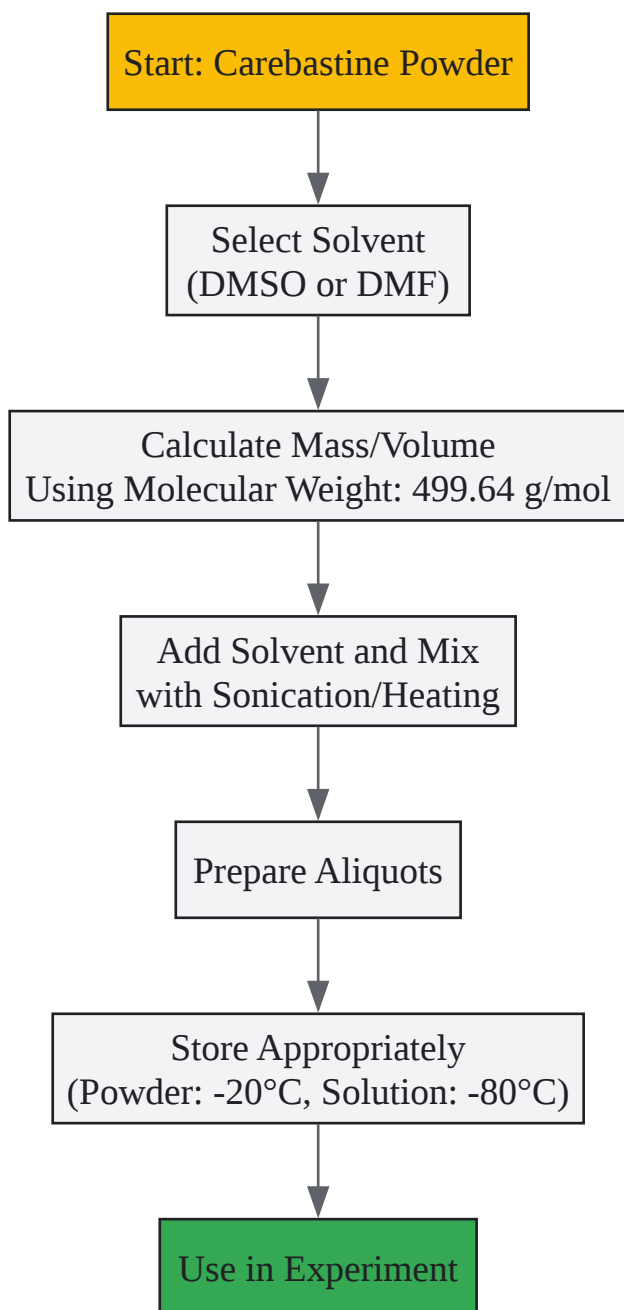 Start: Carebastine Powder
Select Solvent
(DMSO or DMF)
Calculate Mass/Volume
Using Molecular Weight: 499.64 g/mol
Add Solvent and Mix
with Sonication/Heating
Prepare Aliquots
Store Appropriately
(Powder: -20°C, Solution: -80°C)
Use in Experiment